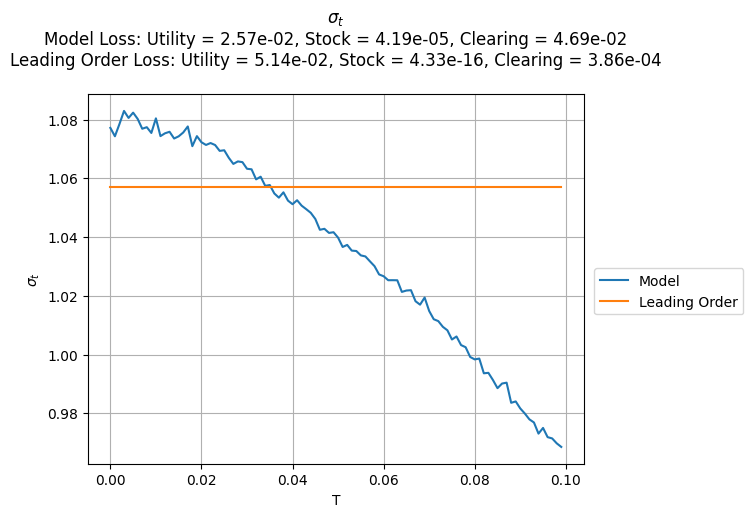 σt
Model Loss: Utility = 2.57e-02, Stock = 4.19e-05, Clearing = 4.69e-02
Leading Order Loss: Utility = 5.14e-02, Stock = 4.33e-16, Clearing = 3.86e-04
1.08
1.06
1.04
1.02
1.00
0.98
σt
0.00 0.02 0.04 0.06 0.08 0.10
T
Model
Leading Order